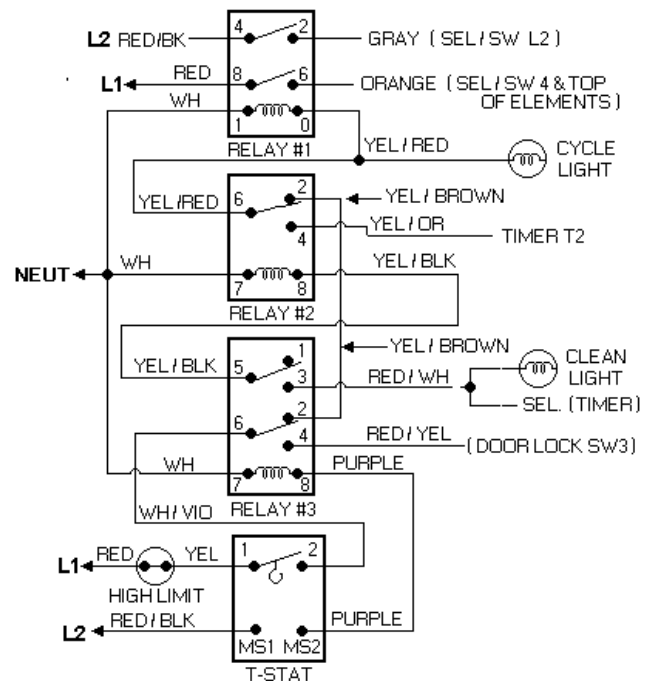 L2 RED/BK 4 2 GRAY ( SEL/SW L2 )
L1 RED 8 6 ORANGE ( SEL/SW 4 & TOP
OF ELEMENTS )
WH 1 0
RELAY #1
YEL/RED
CYCLE
LIGHT
YEL/RED 6 2 YEL/BROWN
4 YEL/OR
TIMER T2
NEUT WH 7 8 YEL/BLK
RELAY #2
YEL/BROWN
YEL/BLK 5 1
3 RED/WH
CLEAN
LIGHT
SEL. (TIMER)
6 2
4 RED/YEL
( DOOR LOCK SW3 )
WH 7 8 PURPLE
RELAY #3
WH/VIO
L1 RED YEL 1 2
HIGH LIMIT
L2 RED/BLK MS1 MS2 PURPLE
T-STAT